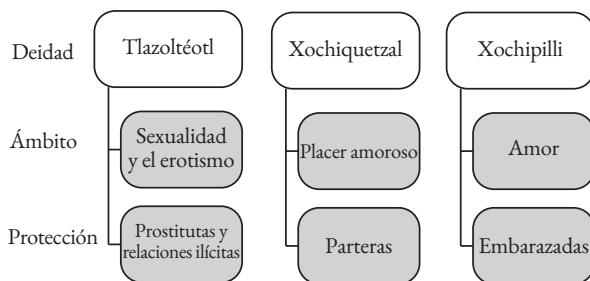 Deidad
Tlazoltéotl
Xochiquetzal
Xochipilli
Ámbito
Sexualidad
y el erotismo
Placer amoroso
Amor
Protección
Prostitutas y
relaciones ilícitas
Parteras
Embarazadas